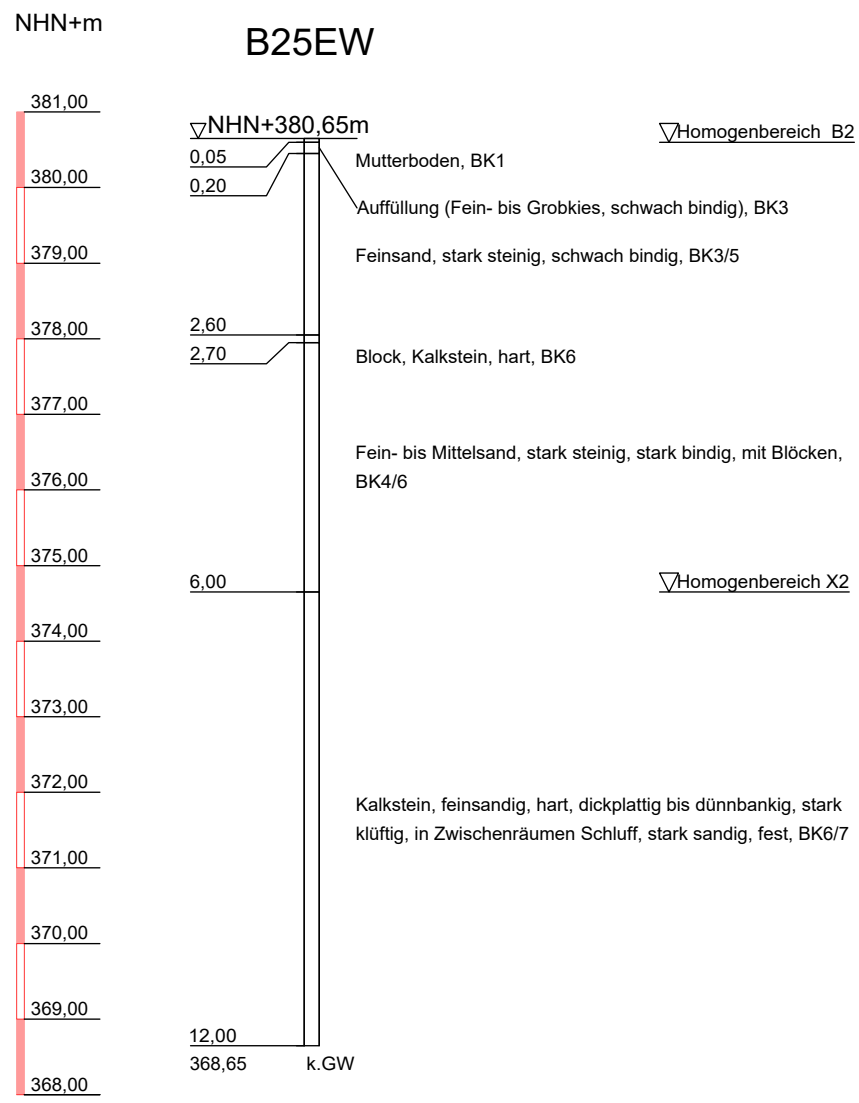 NHN+m
B25EW
381,00
NHN+380,65m
Homogenbereich B2
0,05
Mutterboden, BK1
380,00
0,20
Auffüllung (Fein- bis Grobkies, schwach bindig), BK3
379,00
Feinsand, stark steinig, schwach bindig, BK3/5
378,00
2,60
2,70
Block, Kalkstein, hart, BK6
377,00
Fein- bis Mittelsand, stark steinig, stark bindig, mit Blöcken,
BK4/6
376,00
375,00
6,00
Homogenbereich X2
374,00
373,00
372,00
Kalkstein, feinsandig, hart, dickplattig bis dünnbankig, stark
klüftig, in Zwischenräumen Schluff, stark sandig, fest, BK6/7
371,00
370,00
369,00
12,00
368,65
k.GW
368,00